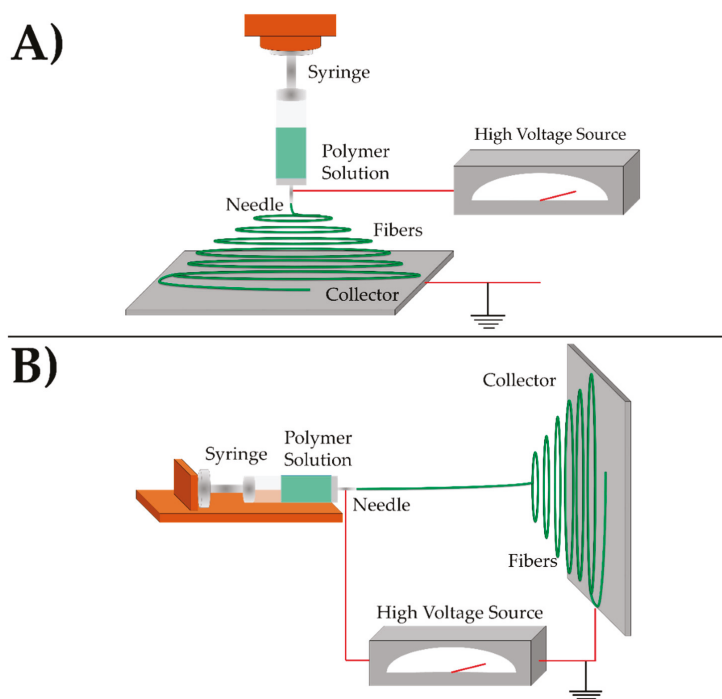 A)
Syringe
High Voltage Source
Polymer
Solution
Needle
Fibers
Collector
B)
Collector
Polymer
Solution
Syringe
Needle
Fibers
High Voltage Source